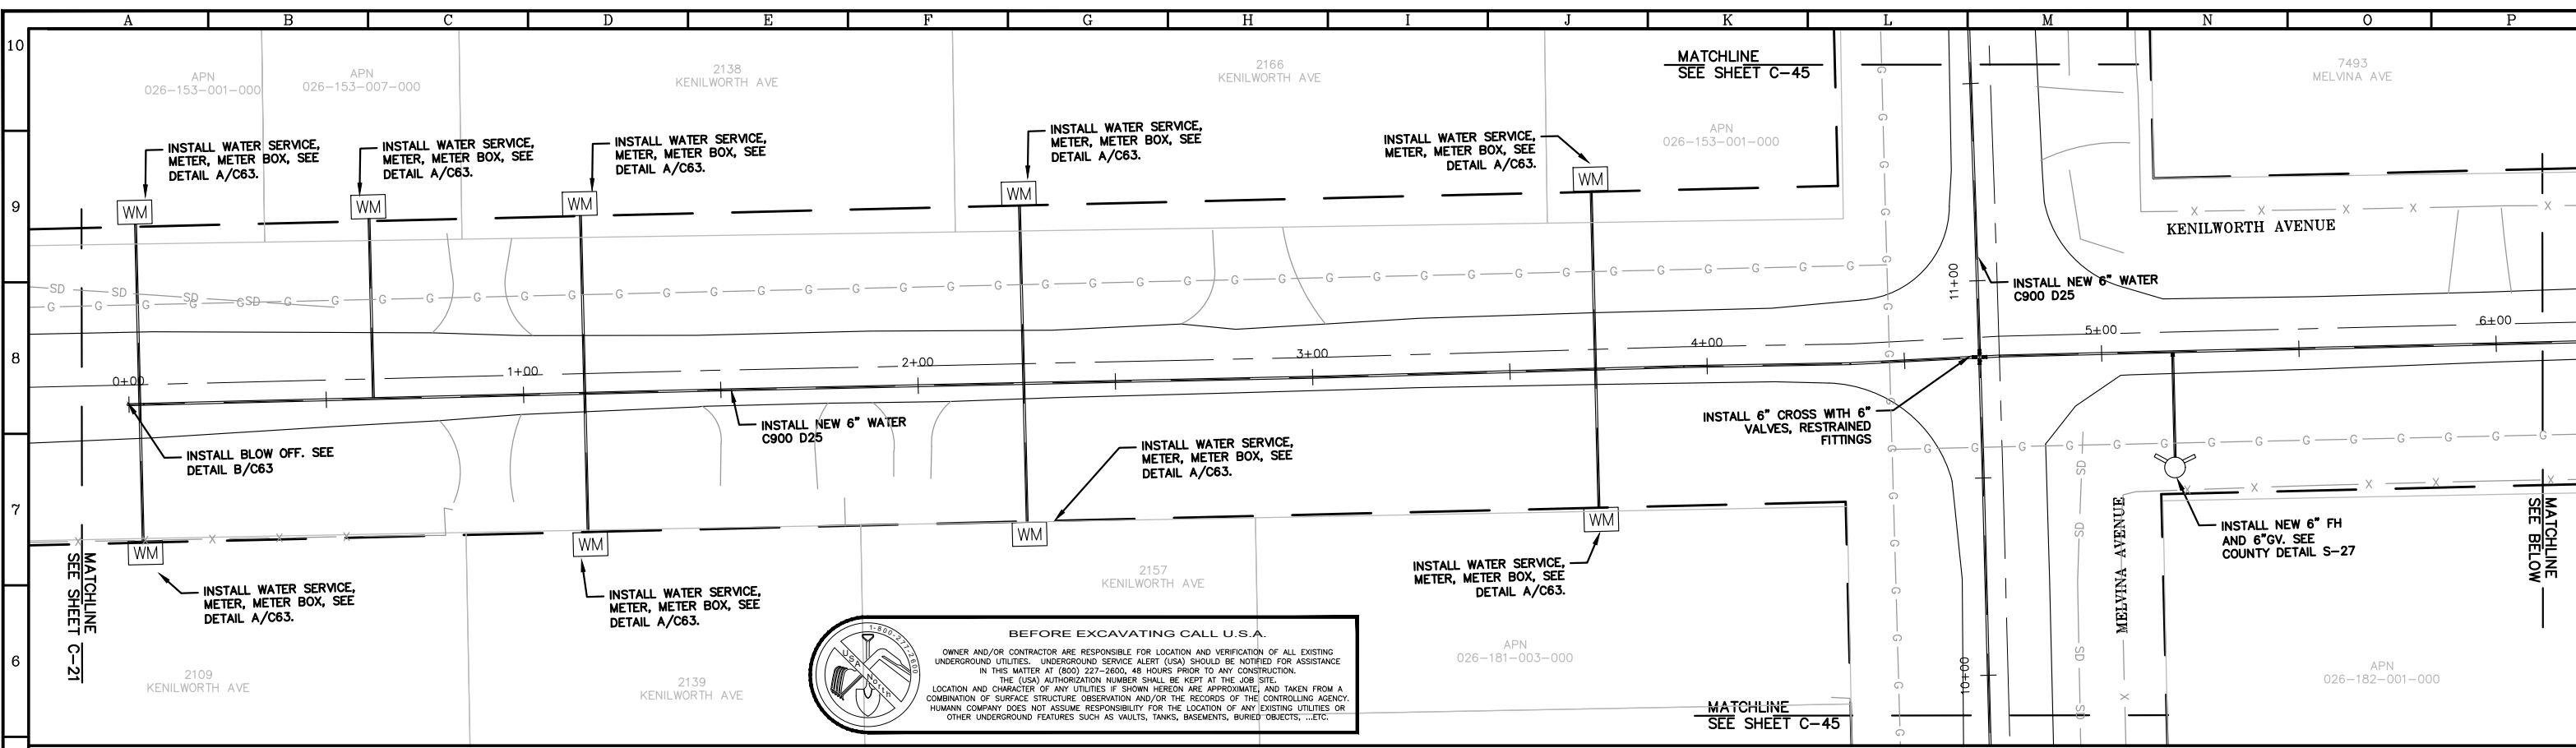 A B C D E F G H I J K L M N O P
10
9
8
7
6
APN
026-153-001-000
APN
026-153-007-000
2138
KENILWORTH AVE
2166
KENILWORTH AVE
MATCHLINE
SEE SHEET C-45
7493
MELVINA AVE
APN
026-153-001-000
INSTALL WATER SERVICE,
METER, METER BOX, SEE
DETAIL A/C63.
INSTALL WATER SERVICE,
METER, METER BOX, SEE
DETAIL A/C63.
INSTALL WATER SERVICE,
METER, METER BOX, SEE
DETAIL A/C63.
INSTALL WATER SERVICE,
METER, METER BOX, SEE
DETAIL A/C63.
INSTALL WATER SERVICE,
METER, METER BOX, SEE
DETAIL A/C63.
WM
WM
WM
WM
WM
KENILWORTH AVENUE
SD SD SD SD
G G G G G G G G G G G G G G G G G G
11+00
INSTALL NEW 6" WATER
C900 D25
0+00
1+00
2+00
3+00
4+00
5+00
6+00
INSTALL NEW 6" WATER
C900 D25
INSTALL 6" CROSS WITH 6"
VALVES, RESTRAINED
FITTINGS
INSTALL BLOW OFF. SEE
DETAIL B/C63
INSTALL WATER SERVICE,
METER, METER BOX, SEE
DETAIL A/C63.
WM
WM
WM
WM
MATCHLINE
SEE SHEET C-21
INSTALL WATER SERVICE,
METER, METER BOX, SEE
DETAIL A/C63.
INSTALL WATER SERVICE,
METER, METER BOX, SEE
DETAIL A/C63.
INSTALL WATER SERVICE,
METER, METER BOX, SEE
DETAIL A/C63.
2157
KENILWORTH AVE
MELVINA AVENUE
INSTALL NEW 6" FH
AND 6"GV. SEE
COUNTY DETAIL S-27
MATCHLINE
SEE BELOW
2109
KENILWORTH AVE
2139
KENILWORTH AVE
1-800-277-2600
USA
North
BEFORE EXCAVATING CALL U.S.A.
OWNER AND/OR CONTRACTOR ARE RESPONSIBLE FOR LOCATION AND VERIFICATION OF ALL EXISTING
UNDERGROUND UTILITIES. UNDERGROUND SERVICE ALERT (USA) SHOULD BE NOTIFIED FOR ASSISTANCE
IN THIS MATTER AT (800) 227-2600, 48 HOURS PRIOR TO ANY CONSTRUCTION.
THE (USA) AUTHORIZATION NUMBER SHALL BE KEPT AT THE JOB SITE.
LOCATION AND CHARACTER OF ANY UTILITIES IF SHOWN HEREON ARE APPROXIMATE, AND TAKEN FROM A
COMBINATION OF SURFACE STRUCTURE OBSERVATION AND/OR THE RECORDS OF THE CONTROLLING AGENCY.
HUMANN COMPANY DOES NOT ASSUME RESPONSIBILITY FOR THE LOCATION OF ANY EXISTING UTILITIES OR
OTHER UNDERGROUND FEATURES SUCH AS VAULTS, TANKS, BASEMENTS, BURIED OBJECTS, ...ETC.
APN
026-181-003-000
10+00
APN
026-182-001-000
MATCHLINE
SEE SHEET C-45